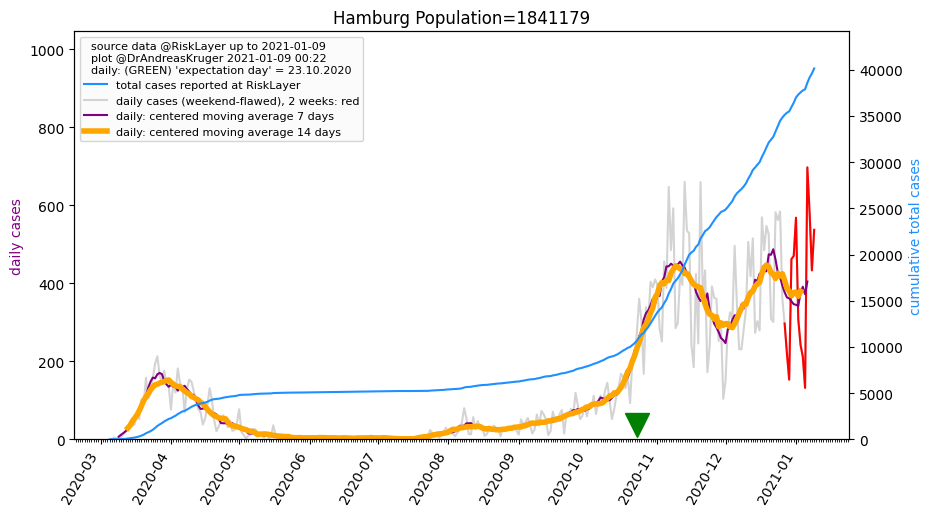 Hamburg Population=1841179
source data @RiskLayer up to 2021-01-09
plot @DrAndreasKruger 2021-01-09 00:22
daily: (GREEN) 'expectation day' = 23.10.2020
total cases reported at RiskLayer
daily cases (weekend-flawed), 2 weeks: red
daily: centered moving average 7 days
daily: centered moving average 14 days
daily cases
1000
800
600
400
200
0
cumulative total cases
40000
35000
30000
25000
20000
15000
10000
5000
0
2020-03
2020-04
2020-05
2020-06
2020-07
2020-08
2020-09
2020-10
2020-11
2020-12
2021-01